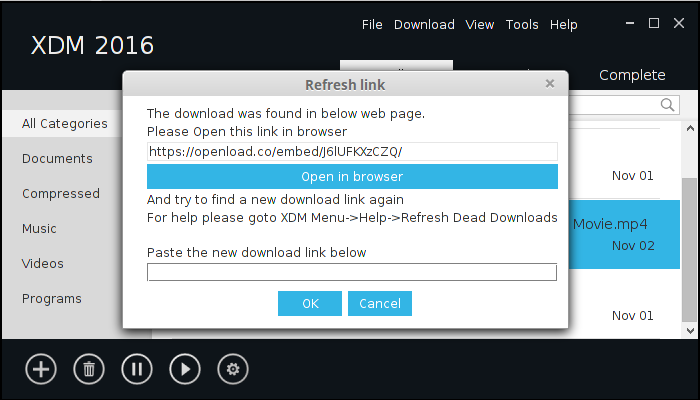 File Download View Tools Help
XDM 2016
Complete
Refresh link
The download was found in below web page.
Please Open this link in browser
https://openload.co/embed/J6lUFKXzCZQ/
Open in browser
And try to find a new download link again
For help please goto XDM Menu->Help->Refresh Dead Downloads
Paste the new download link below
OK Cancel
All Categories
Documents
Compressed
Music
Videos
Programs
Nov 01
Movie.mp4
Nov 02
Nov 01